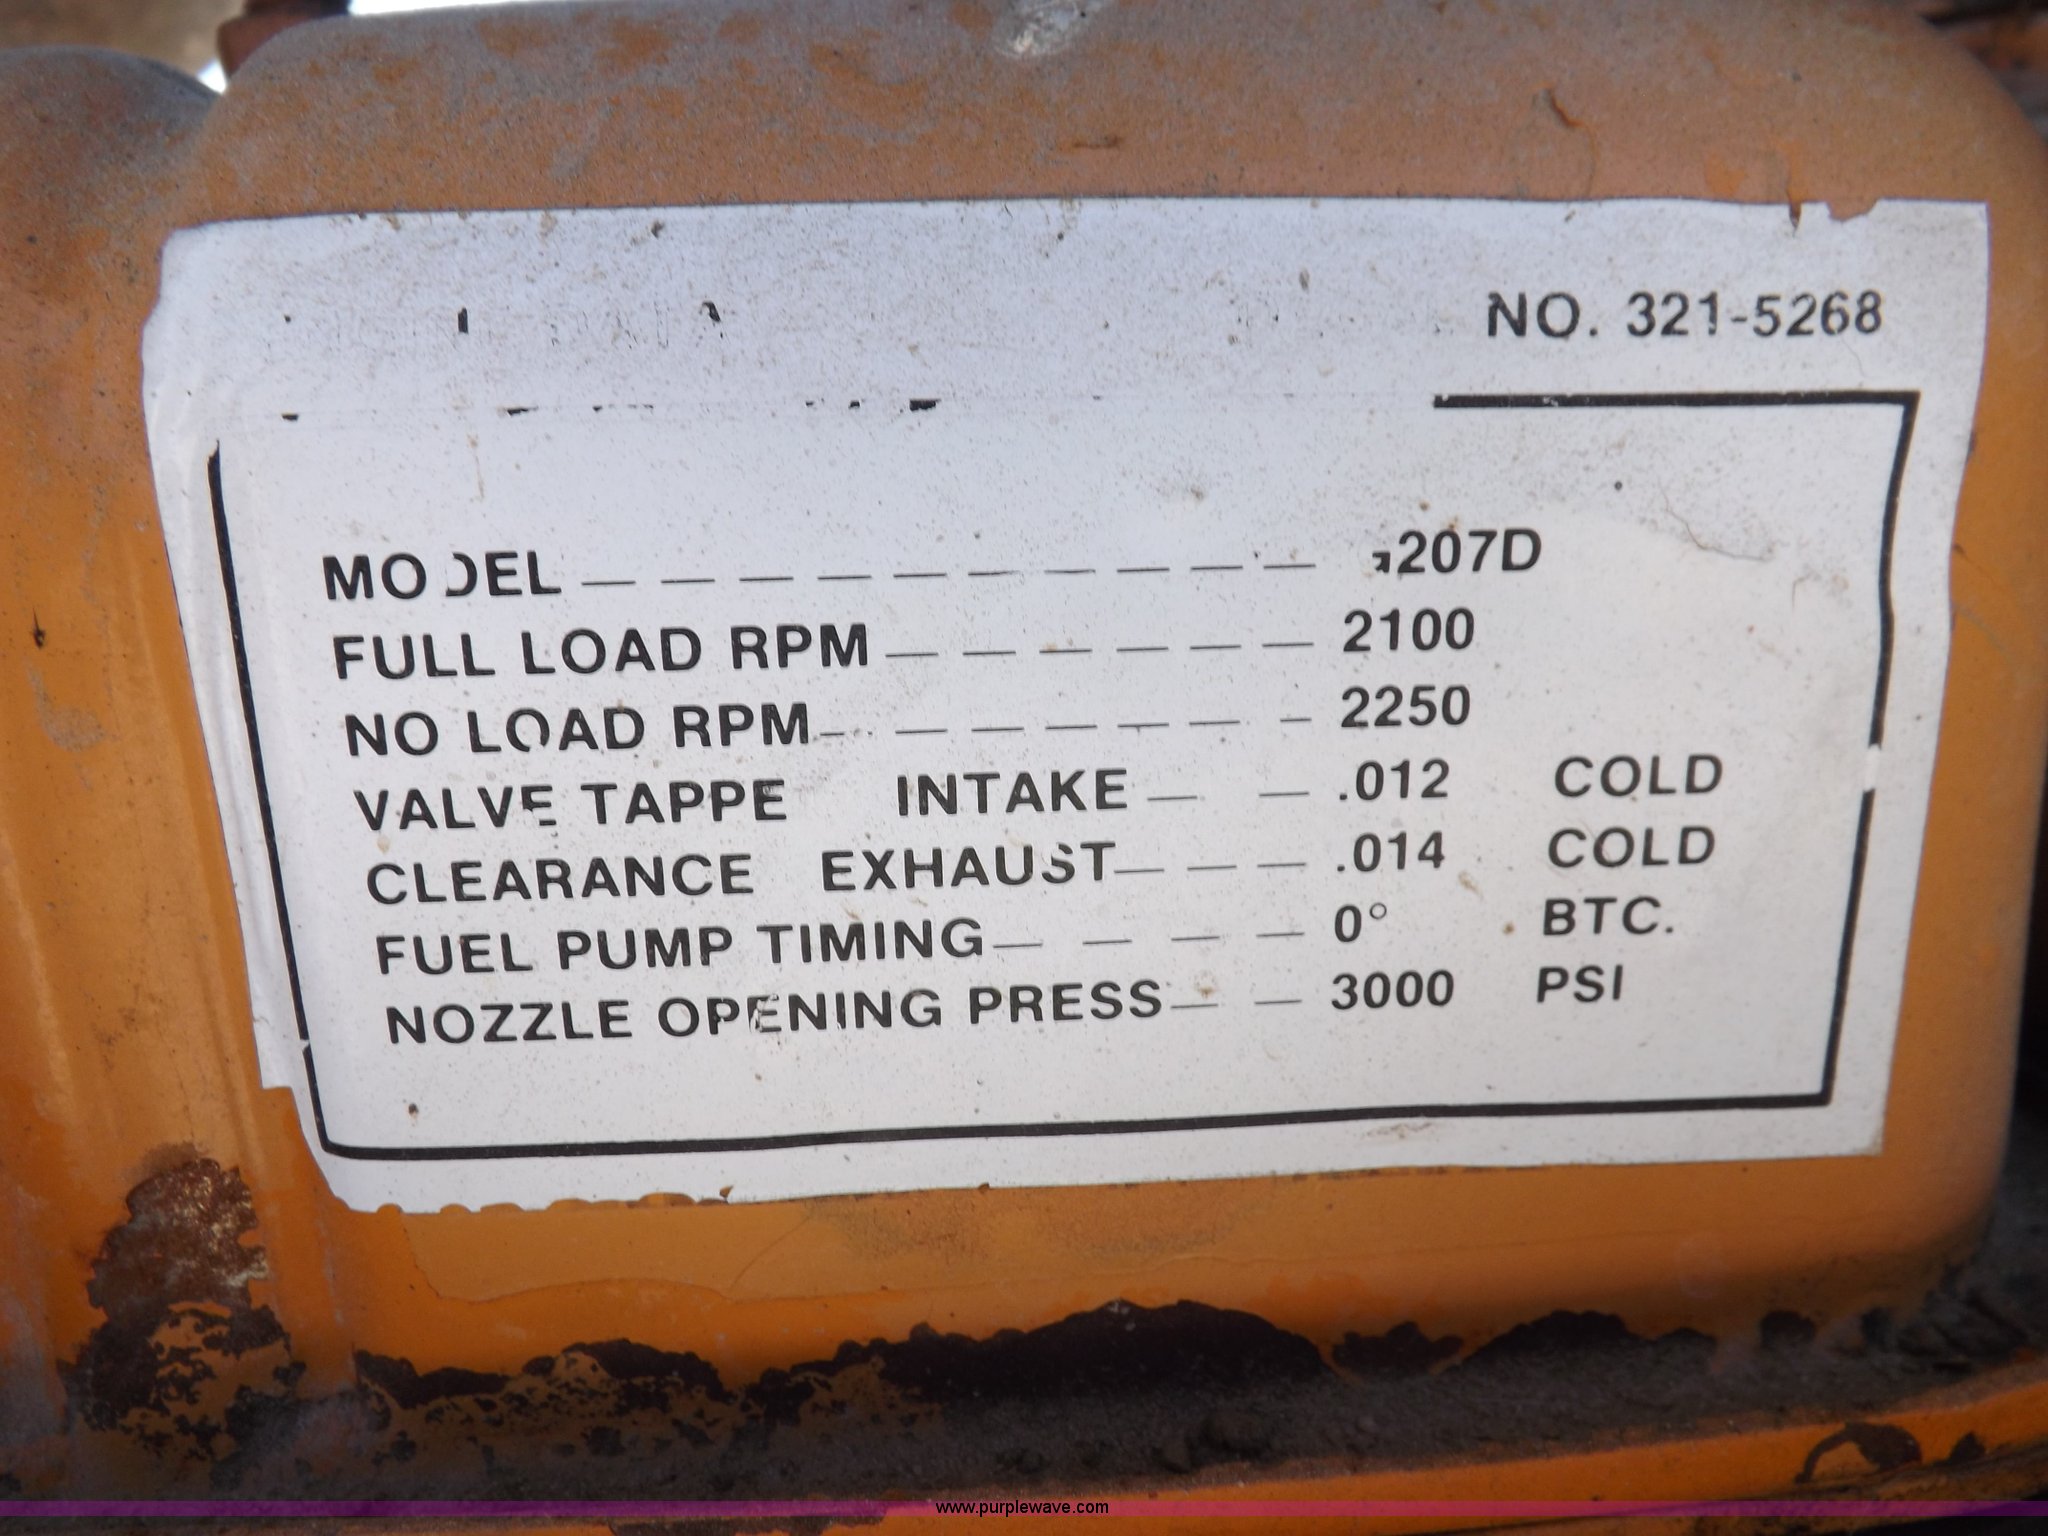 NO. 321-5268
MODEL 207D
FULL LOAD RPM 2100
NO LOAD RPM 2250
VALVE TAPPE INTAKE .012 COLD
CLEARANCE EXHAUST .014 COLD
FUEL PUMP TIMING 0° BTC.
NOZZLE OPENING PRESS 3000 PSI
www.purplewave.com